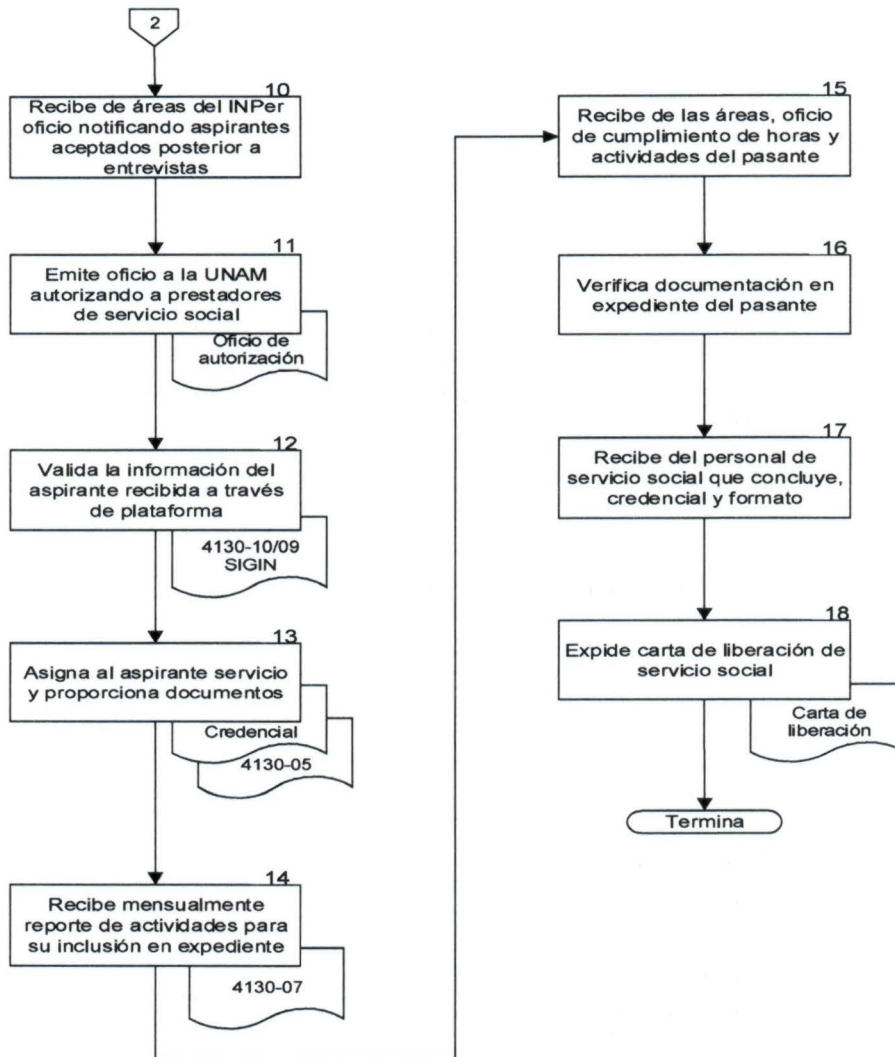 2
10
Recibe de áreas del INPer
oficio notificando aspirantes
aceptados posterior a
entrevistas
11
Emite oficio a la UNAM
autorizando a prestadores
de servicio social
Oficio de
autorización
12
Valida la información del
aspirante recibida a través
de plataforma
4130-10/09
SIGIN
13
Asigna al aspirante servicio
y proporciona documentos
Credencial
4130-05
14
Recibe mensualmente
reporte de actividades para
su inclusión en expediente
4130-07
15
Recibe de las áreas, oficio
de cumplimiento de horas y
actividades del pasante
16
Verifica documentación en
expediente del pasante
17
Recibe del personal de
servicio social que concluye,
credencial y formato
18
Expide carta de liberación de
servicio social
Carta de
liberación
Termina